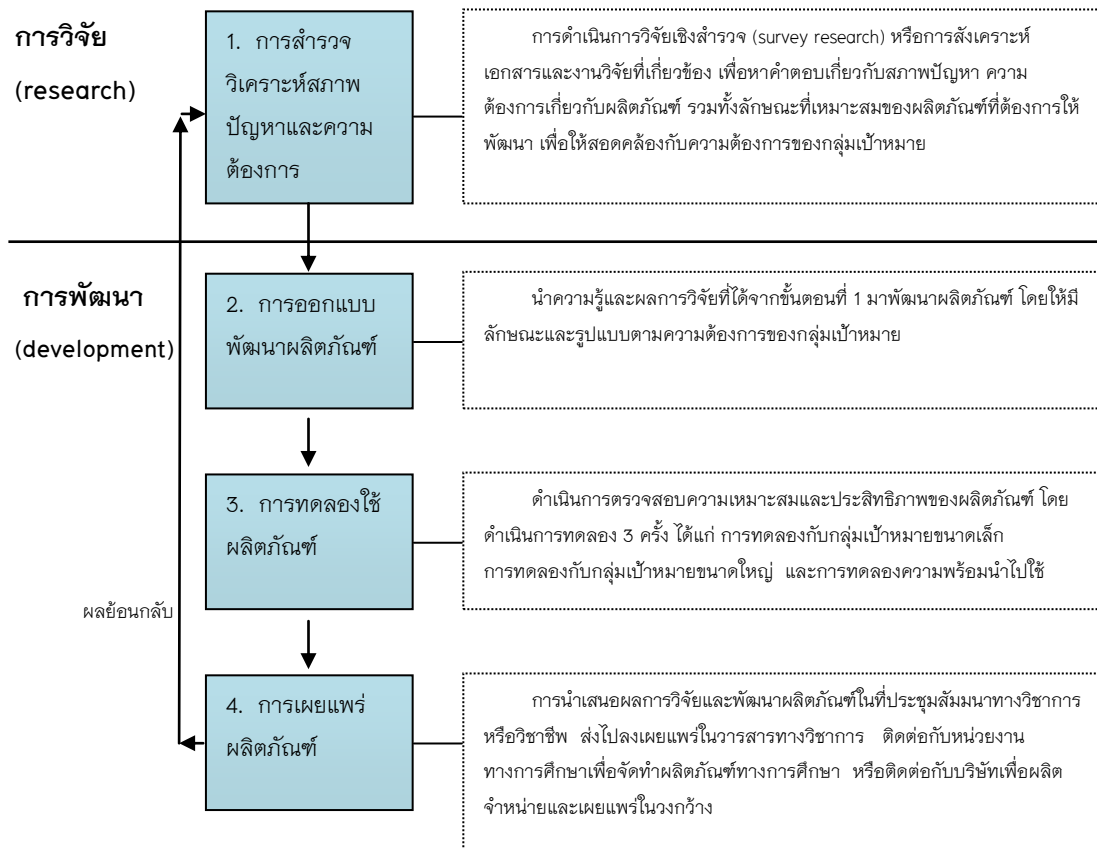 การวิจัย
(research)
1. การสำรวจ
วิเคราะห์สภาพ
ปัญหาและความ
ต้องการ
การดำเนินการวิจัยเชิงสำรวจ (survey research) หรือการสังเคราะห์
เอกสารและงานวิจัยที่เกี่ยวข้อง เพื่อหาคำตอบเกี่ยวกับสภาพปัญหา ความ
ต้องการเกี่ยวกับผลิตภัณฑ์ รวมทั้งลักษณะที่เหมาะสมของผลิตภัณฑ์ที่ต้องการให้
พัฒนา เพื่อให้สอดคล้องกับความต้องการของกลุ่มเป้าหมาย
การพัฒนา
(development)
2. การออกแบบ
พัฒนาผลิตภัณฑ์
นำความรู้และผลการวิจัยที่ได้จากขั้นตอนที่ 1 มาพัฒนาผลิตภัณฑ์ โดยให้มี
ลักษณะและรูปแบบตามความต้องการของกลุ่มเป้าหมาย
3. การทดลองใช้
ผลิตภัณฑ์
ดำเนินการตรวจสอบความเหมาะสมและประสิทธิภาพของผลิตภัณฑ์ โดย
ดำเนินการทดลอง 3 ครั้ง ได้แก่ การทดลองกับกลุ่มเป้าหมายขนาดเล็ก
การทดลองกับกลุ่มเป้าหมายขนาดใหญ่ และการทดลองความพร้อมนำไปใช้
ผลย้อนกลับ
4. การเผยแพร่
ผลิตภัณฑ์
การนำเสนอผลการวิจัยและพัฒนาผลิตภัณฑ์ในที่ประชุมสัมมนาทางวิชาการ
หรือวิชาชีพ ส่งไปลงเผยแพร่ในวารสารทางวิชาการ ติดต่อกับหน่วยงาน
ทางการศึกษาเพื่อจัดทำผลิตภัณฑ์ทางการศึกษา หรือติดต่อกับบริษัทเพื่อผลิต
จำหน่ายและเผยแพร่ในวงกว้าง